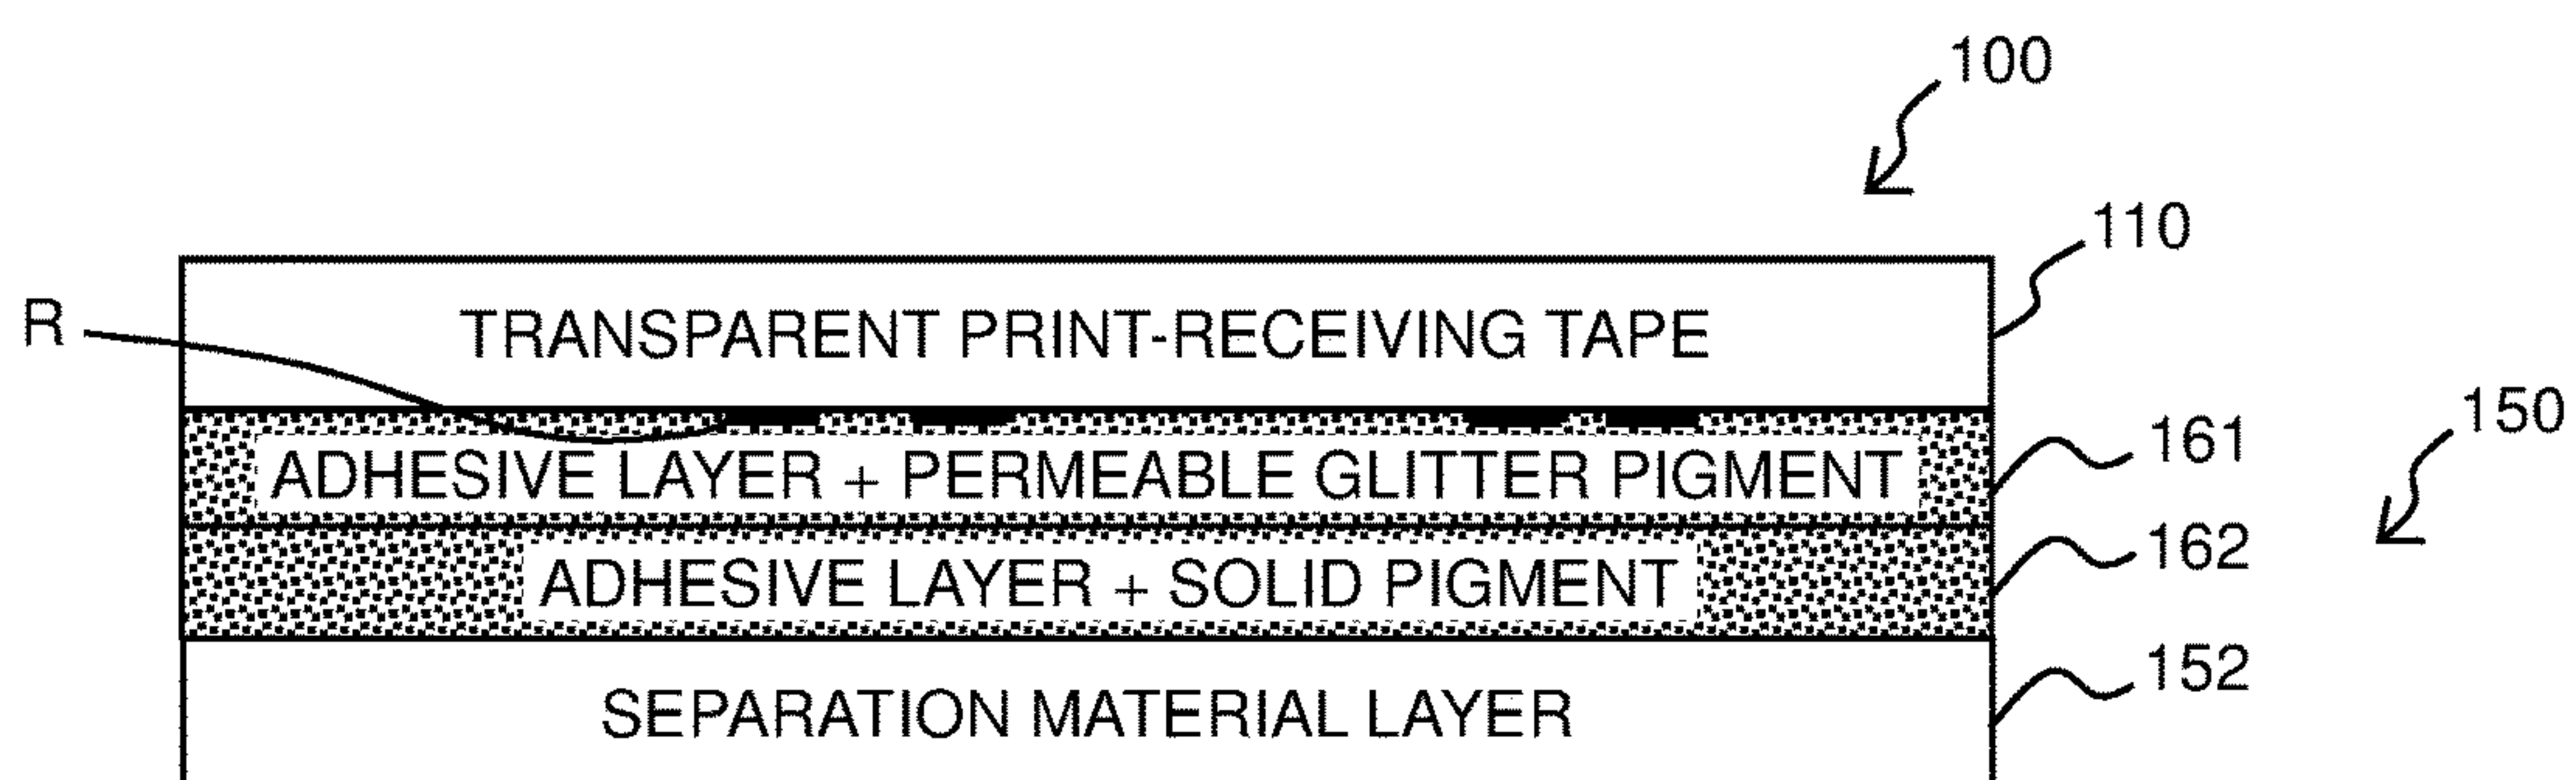 100
110
R
TRANSPARENT PRINT-RECEIVING TAPE
150
161
ADHESIVE LAYER + PERMEABLE GLITTER PIGMENT
162
ADHESIVE LAYER + SOLID PIGMENT
152
SEPARATION MATERIAL LAYER